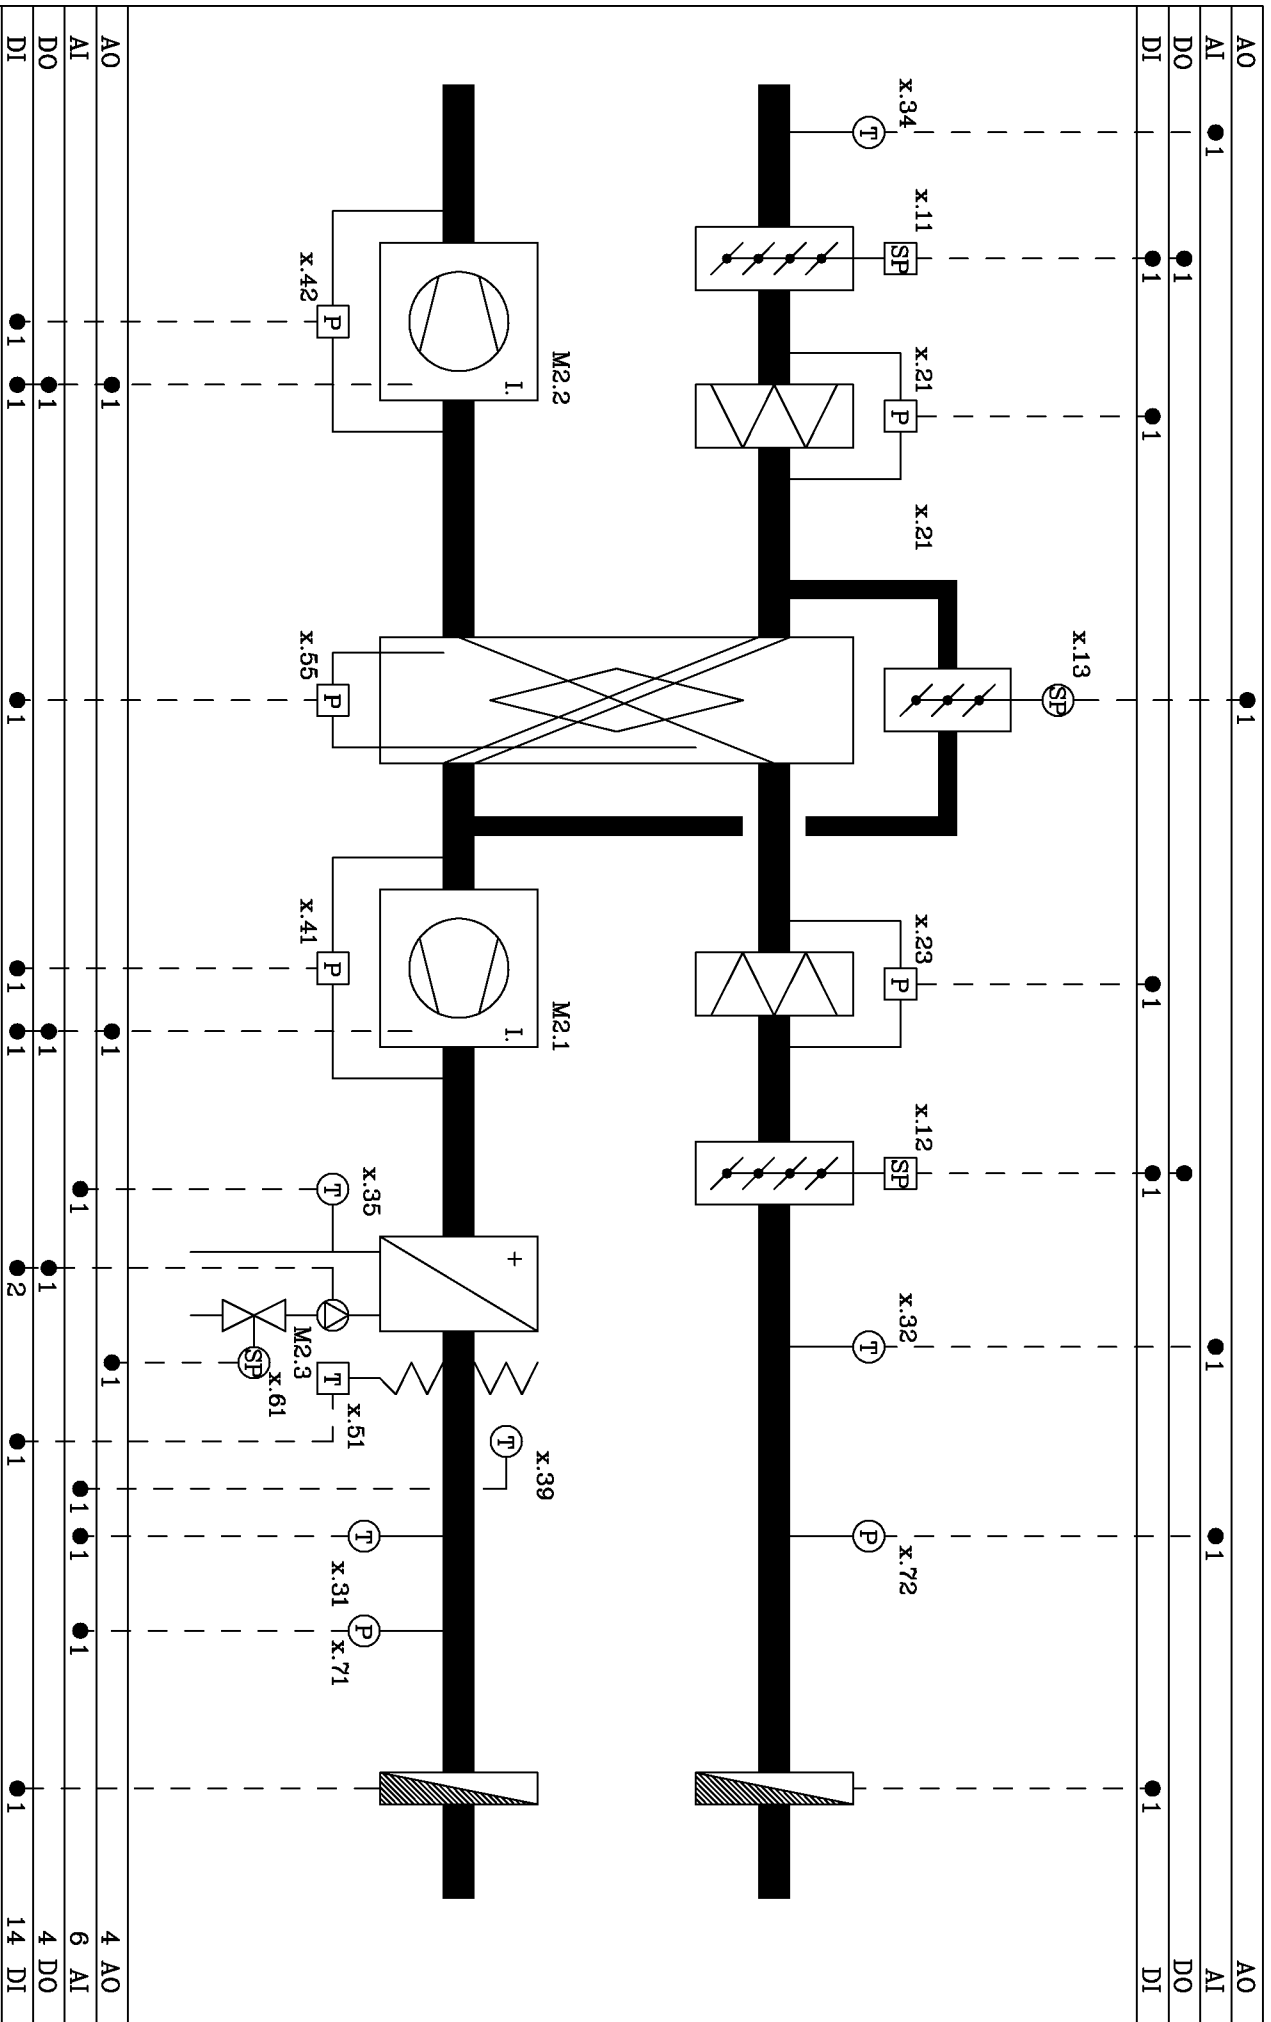 AO 1 AO
AI 1 1 1 AI
DO 1 DO
DI 1 1 1 1 1 DI
x.13
SP
x.11 x.21 x.21 x.23 x.12
x.34 x.32 x.72
SP P P SP
T T P
M2.2 M2.1 x.39
I. I. + T
x.35 x.51
T P
x.31 x.71
P P P T T
x.42 x.55 x.41 M2.3
x.61
SP
AO 1 1 1 4 AO
AI 1 1 1 1 6 AI
DO 1 1 1 4 DO
DI 1 1 1 1 1 2 1 1 14 DI